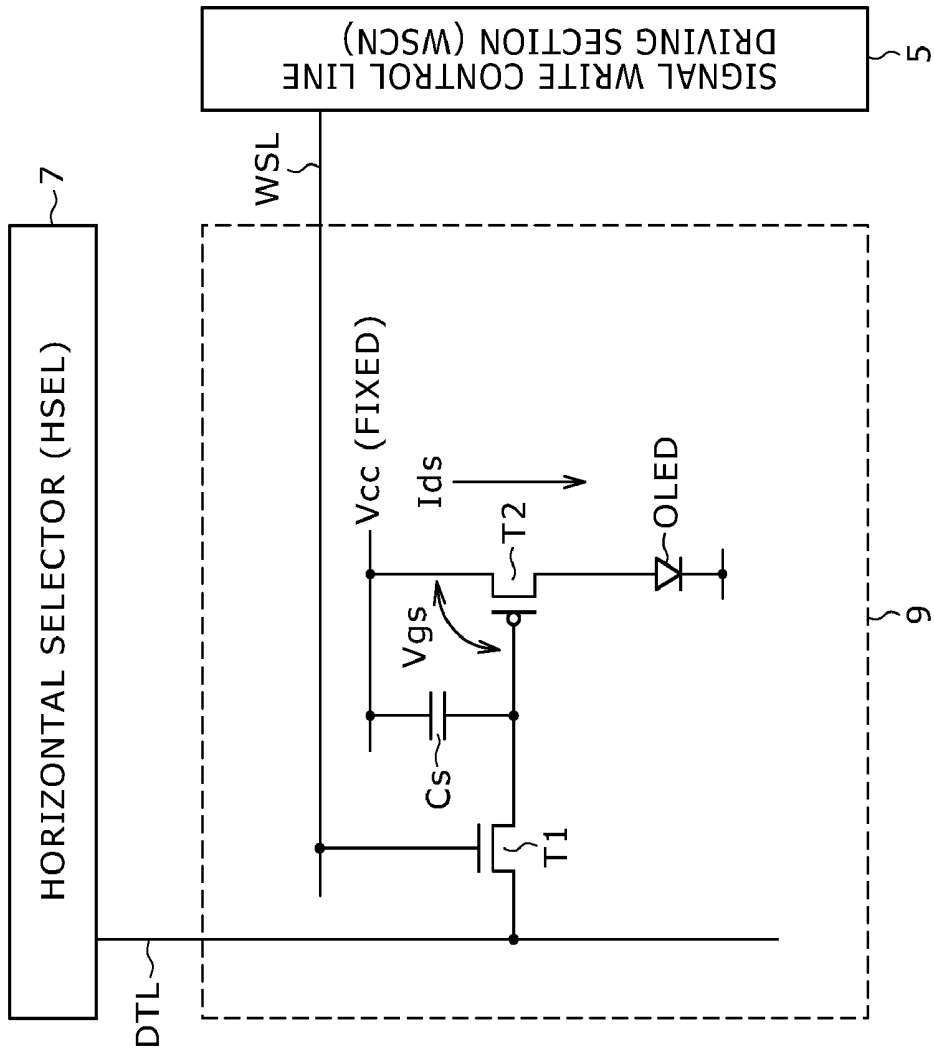 HORIZONTAL SELECTOR (HSEL)
7
DTL
WSL
SIGNAL WRITE CONTROL LINE
DRIVING SECTION (WSCN)
5
Vcc (FIXED)
Ids
Vgs
Cs
T1
T2
OLED
9